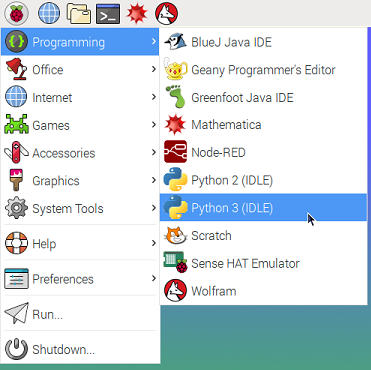 Programming
Office
Internet
Games
Accessories
Graphics
System Tools
Help
Preferences
Run...
Shutdown...
BlueJ Java IDE
Geany Programmer's Editor
Greenfoot Java IDE
Mathematica
Node-RED
Python 2 (IDLE)
Python 3 (IDLE)
Scratch
Sense HAT Emulator
Wolfram